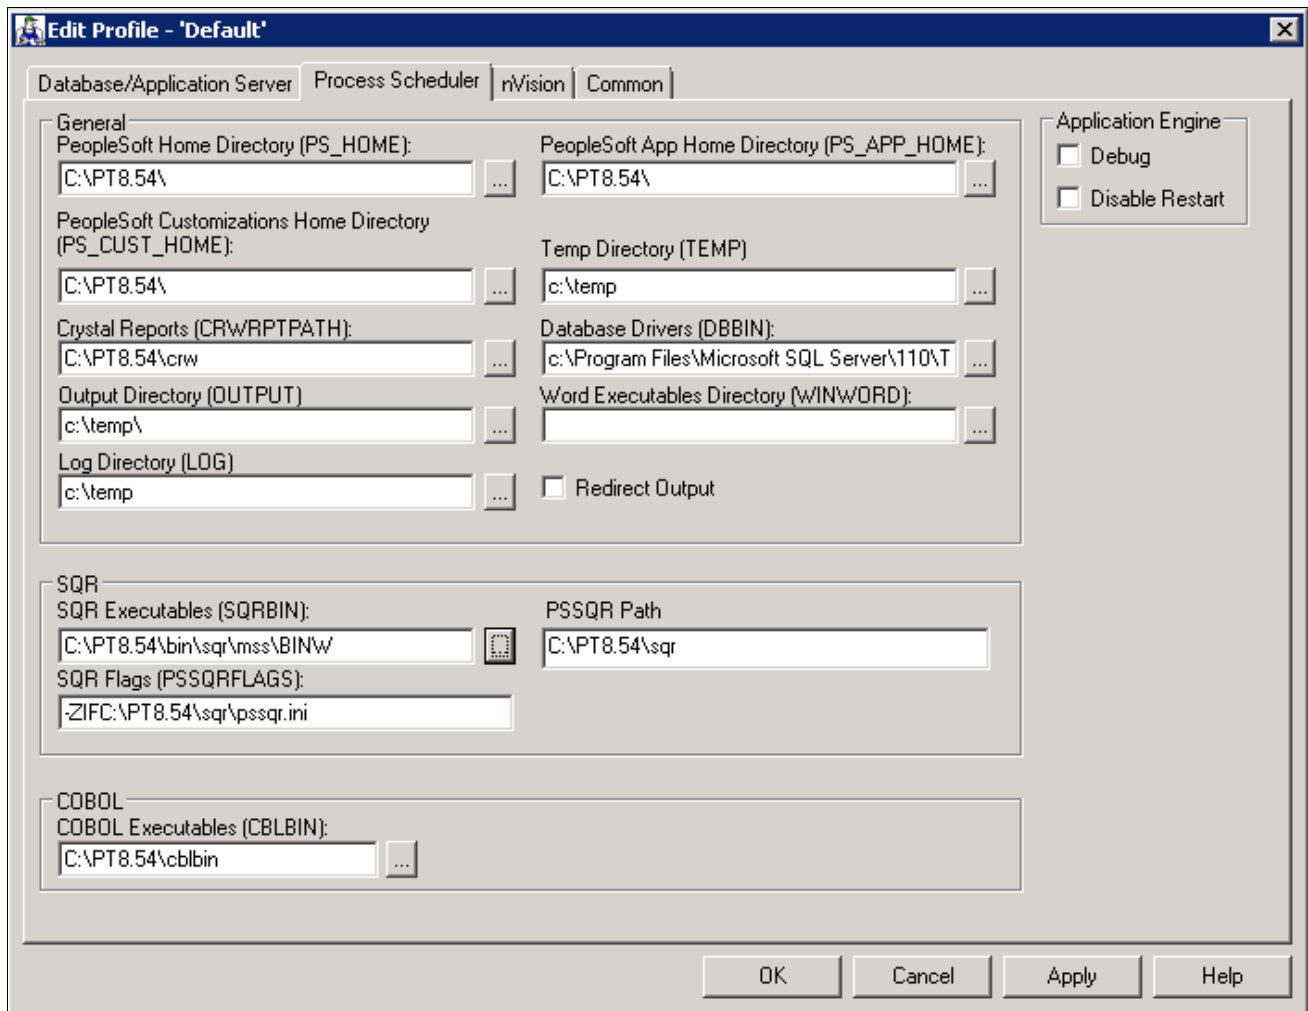 Edit Profile - 'Default'
Database/Application Server Process Scheduler nVision Common
General
PeopleSoft Home Directory (PS_HOME):
C:\PT8.54\
...
PeopleSoft App Home Directory (PS_APP_HOME):
C:\PT8.54\
...
PeopleSoft Customizations Home Directory
(PS_CUST_HOME):
C:\PT8.54\
...
Temp Directory (TEMP)
c:\temp
...
Crystal Reports (CRWRPTPATH):
C:\PT8.54\crw
...
Database Drivers (DBBIN):
c:\Program Files\Microsoft SQL Server\110\T
...
Output Directory (OUTPUT)
c:\temp\
...
Word Executables Directory (WINWORD):
...
Log Directory (LOG)
c:\temp
...
Redirect Output
Application Engine
Debug
Disable Restart
SQR
SQR Executables (SQRBIN):
C:\PT8.54\bin\sqr\mss\BINW
...
PSSQR Path
C:\PT8.54\sqr
SQR Flags (PSSQRFLAGS):
-ZIFC:\PT8.54\sqr\pssqr.ini
COBOL
COBOL Executables (CBLBIN):
C:\PT8.54\cblbin
...
OK Cancel Apply Help